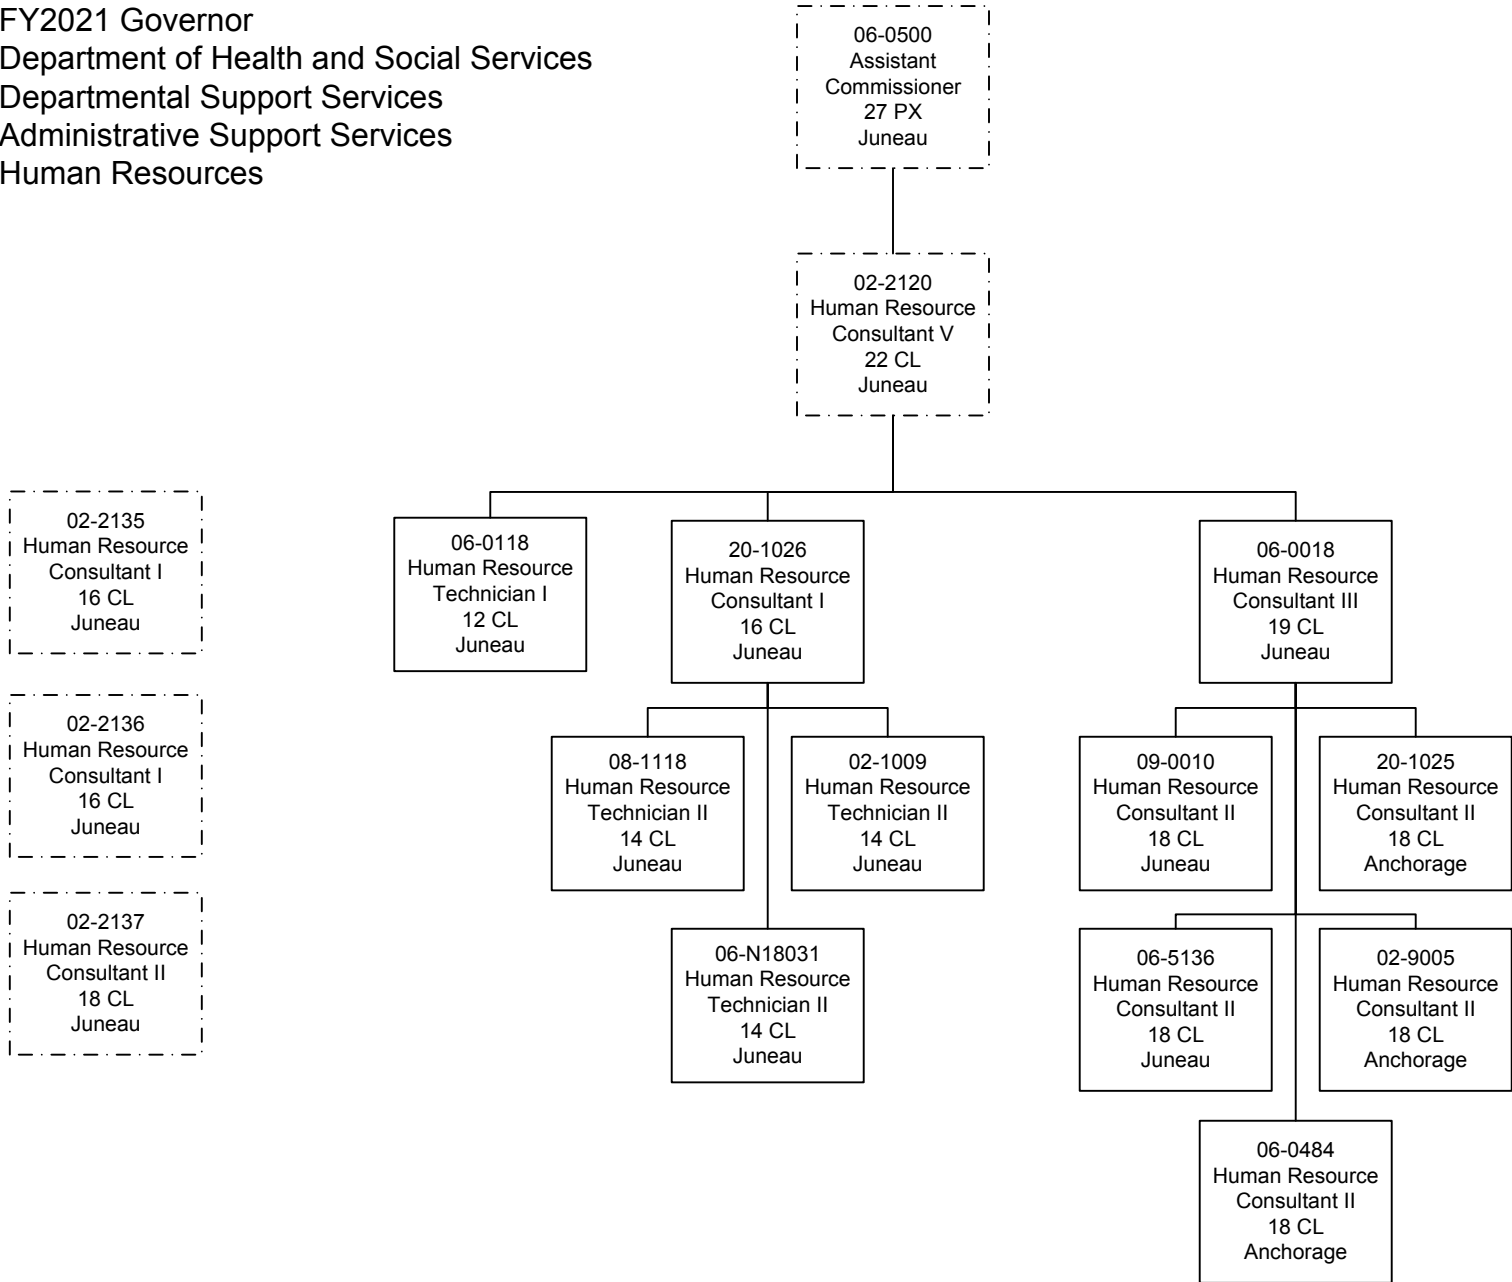 FY2021 Governor
Department of Health and Social Services
Departmental Support Services
Administrative Support Services
Human Resources
06-0500
Assistant
Commissioner
27 PX
Juneau
02-2120
Human Resource
Consultant V
22 CL
Juneau
02-2135
Human Resource
Consultant I
16 CL
Juneau
06-0118
Human Resource
Technician I
12 CL
Juneau
20-1026
Human Resource
Consultant I
16 CL
Juneau
06-0018
Human Resource
Consultant III
19 CL
Juneau
02-2136
Human Resource
Consultant I
16 CL
Juneau
08-1118
Human Resource
Technician II
14 CL
Juneau
02-1009
Human Resource
Technician II
14 CL
Juneau
09-0010
Human Resource
Consultant II
18 CL
Juneau
20-1025
Human Resource
Consultant II
18 CL
Anchorage
02-2137
Human Resource
Consultant II
18 CL
Juneau
06-N18031
Human Resource
Technician II
14 CL
Juneau
06-5136
Human Resource
Consultant II
18 CL
Juneau
02-9005
Human Resource
Consultant II
18 CL
Anchorage
06-0484
Human Resource
Consultant II
18 CL
Anchorage